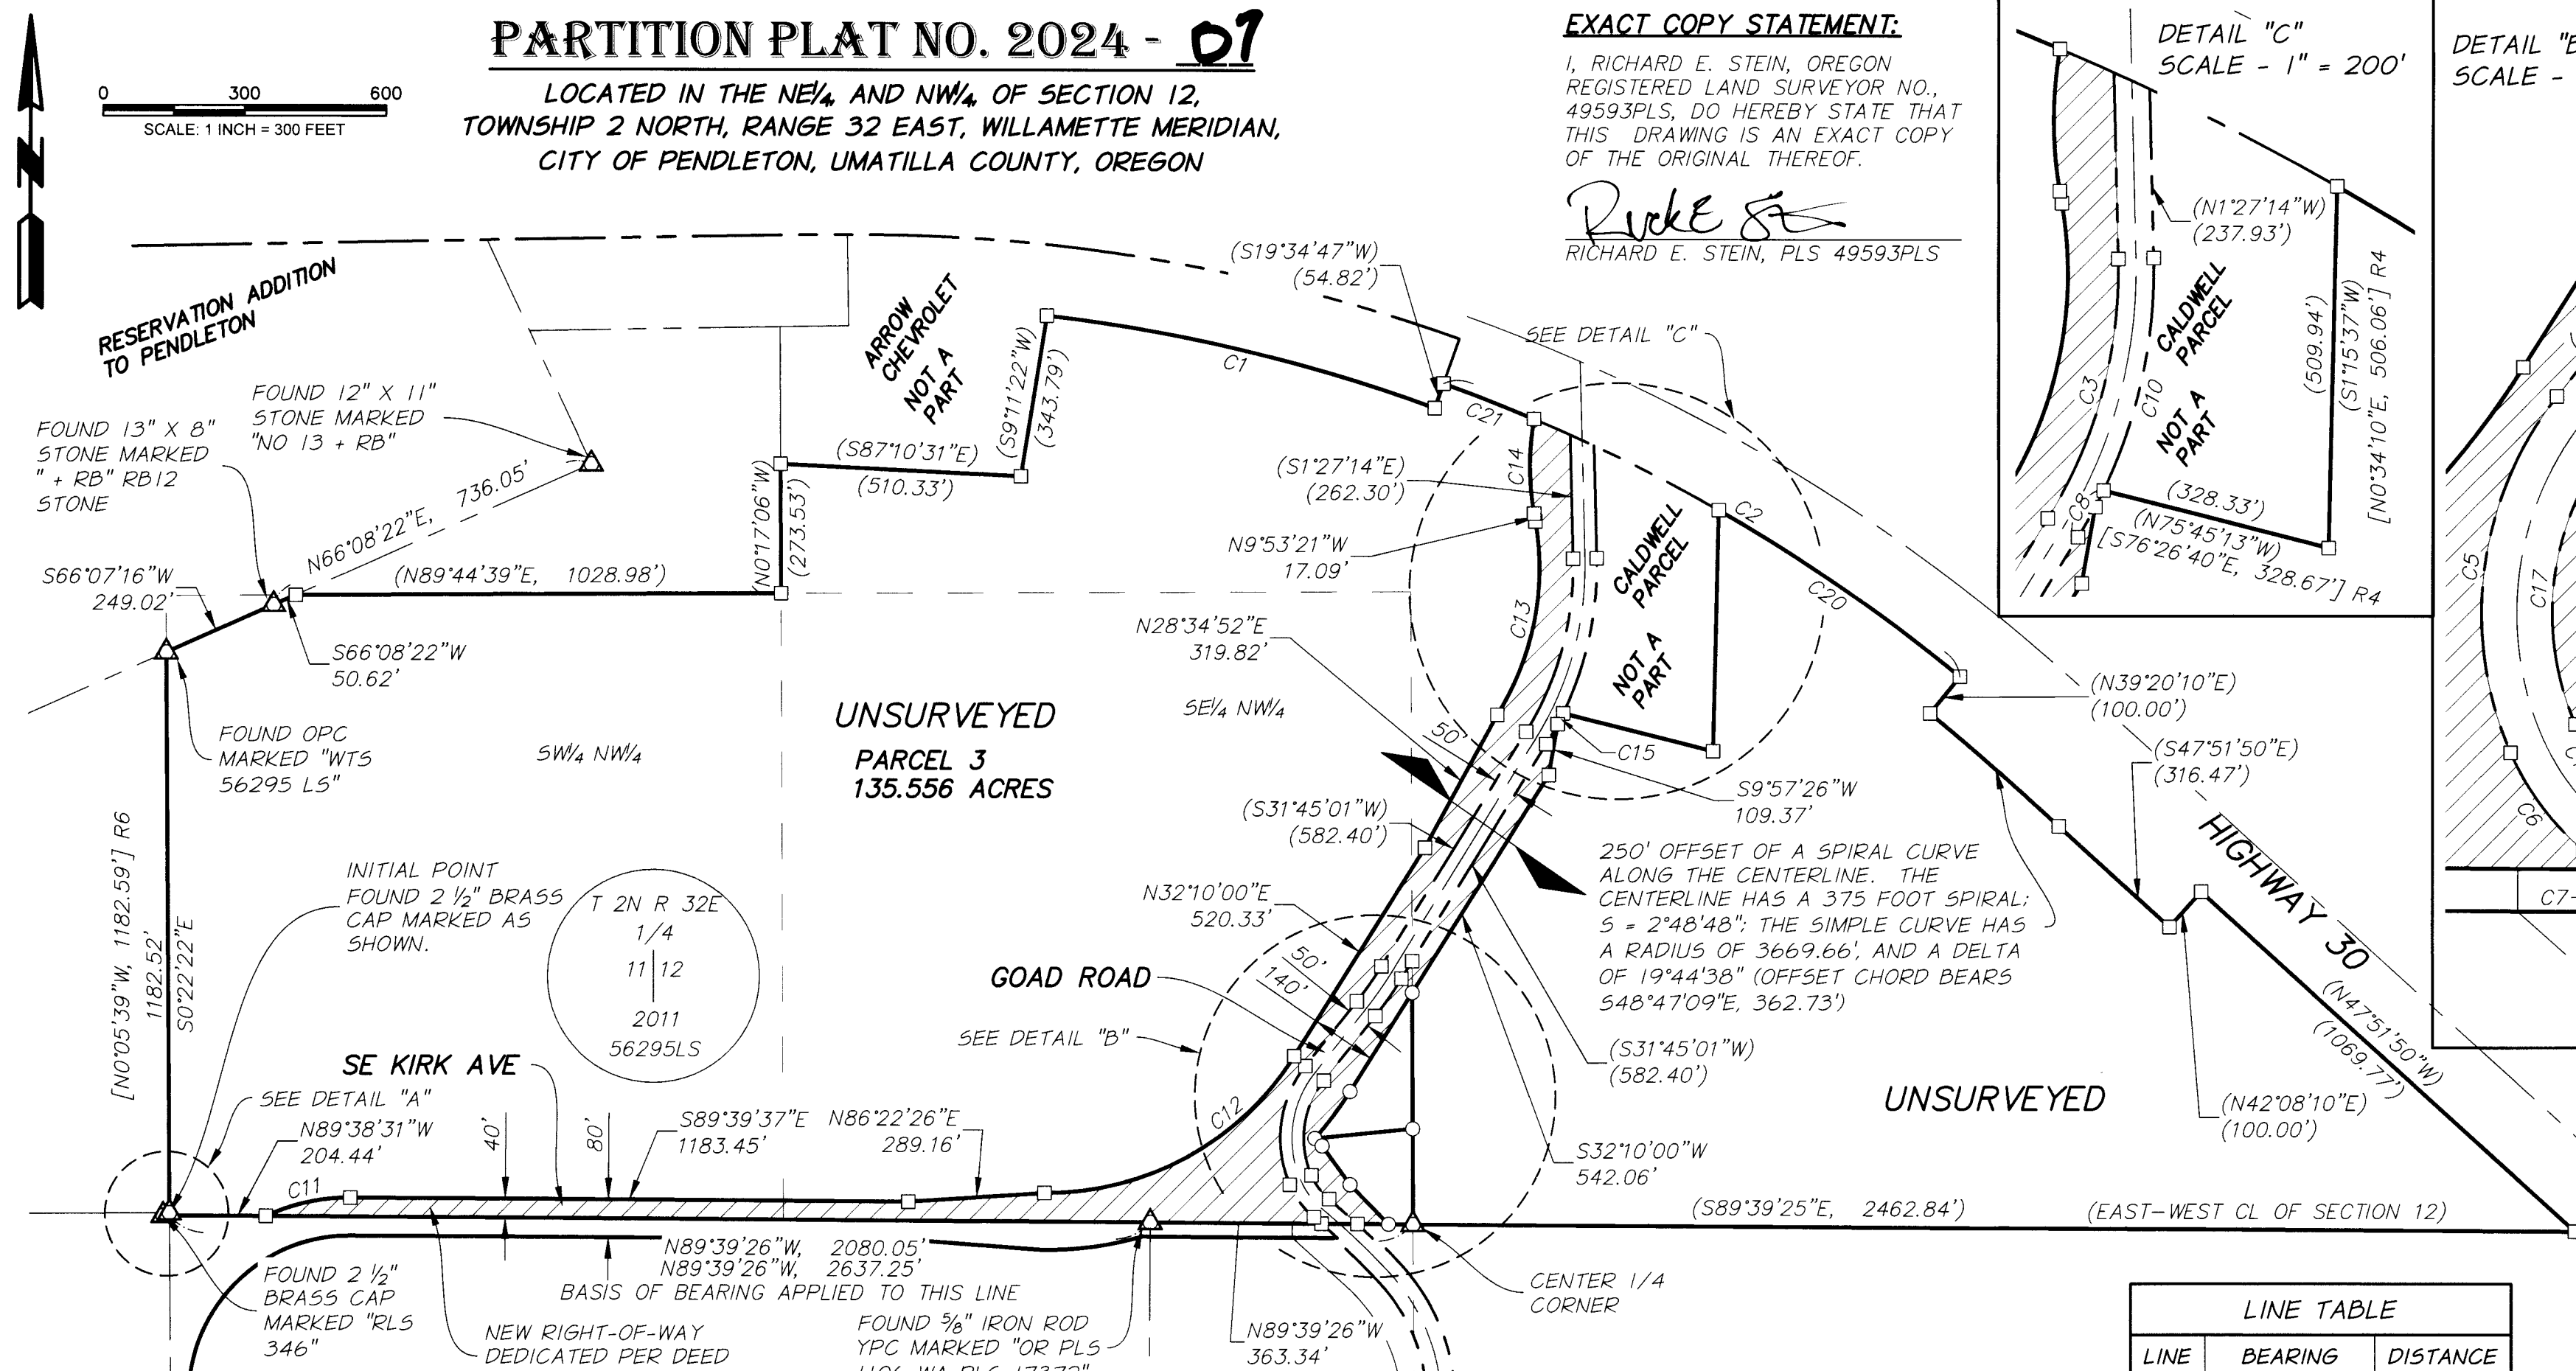 PARTITION PLAT NO. 2024 - 07
LOCATED IN THE NE1/4 AND NW1/4 OF SECTION 12,
TOWNSHIP 2 NORTH, RANGE 32 EAST, WILLAMETTE MERIDIAN,
CITY OF PENDLETON, UMATILLA COUNTY, OREGON
N
0 300 600
SCALE: 1 INCH = 300 FEET
EXACT COPY STATEMENT:
I, RICHARD E. STEIN, OREGON
REGISTERED LAND SURVEYOR NO.,
49593PLS, DO HEREBY STATE THAT
THIS DRAWING IS AN EXACT COPY
OF THE ORIGINAL THEREOF.
RICHARD E. STEIN, PLS 49593PLS
DETAIL "C"
SCALE - 1" = 200'
(N1°27'14"W)
(237.93')
CALDWELL
PARCEL
NOT A
PART
(509.94')
(S1°15'37"W)
[N0°34'10"E, 506.06'] R4
C3
C10
C8
(328.33')
(N75°45'13"W)
[S76°26'40"E, 328.67'] R4
SCALE -
C5
C17
C6
C7
RESERVATION ADDITION
TO PENDLETON
FOUND 12" X 11"
STONE MARKED
"NO 13 + RB"
FOUND 13" X 8"
STONE MARKED
" + RB" RB12
STONE
N66°08'22"E, 736.05'
S66°07'16"W
249.02'
(N89°44'39"E, 1028.98')
S66°08'22"W
50.62'
(N0°17'06"W)
(273.53')
(S87°10'31"E)
(510.33')
ARROW
CHEVROLET
NOT A
PART
(S9°11'22"W)
(343.79')
C1
(S19°34'47"W)
(54.82')
SEE DETAIL "C"
C21
C14
(S1°27'14"E)
(262.30')
N9°53'21"W
17.09'
C13
N28°34'52"E
319.82'
CALDWELL
PARCEL
NOT A
PART
C2
C20
C15
50'
S9°57'26"W
109.37'
(N39°20'10"E)
(100.00')
(S47°51'50"E)
(316.47')
HIGHWAY 30
FOUND OPC
MARKED "WTS
56295 LS"
SW1/4 NW1/4
UNSURVEYED
PARCEL 3
135.556 ACRES
SE1/4 NW1/4
(S31°45'01"W)
(582.40')
250' OFFSET OF A SPIRAL CURVE
ALONG THE CENTERLINE. THE
CENTERLINE HAS A 375 FOOT SPIRAL;
S = 2°48'48"; THE SIMPLE CURVE HAS
A RADIUS OF 3669.66', AND A DELTA
OF 19°44'38" (OFFSET CHORD BEARS
S48°47'09"E, 362.73')
[N0°05'39"W, 1182.59'] R6
1182.52'
S0°22'22"E
INITIAL POINT
FOUND 2 1/2" BRASS
CAP MARKED AS
SHOWN.
T 2N R 32E
1/4
11 | 12
2011
56295LS
N32°10'00"E
520.33'
GOAD ROAD
50'
140'
SEE DETAIL "B"
(S31°45'01"W)
(582.40')
UNSURVEYED
(N47°51'50"W)
(1069.77')
(N42°08'10"E)
(100.00')
SE KIRK AVE
SEE DETAIL "A"
N89°38'31"W
204.44'
C11
40'
80'
S89°39'37"E
1183.45'
N86°22'26"E
289.16'
C12
S32°10'00"W
542.06'
(S89°39'25"E, 2462.84')
(EAST-WEST CL OF SECTION 12)
N89°39'26"W, 2080.05'
N89°39'26"W, 2637.25'
BASIS OF BEARING APPLIED TO THIS LINE
FOUND 2 1/2"
BRASS CAP
MARKED "RLS
346"
NEW RIGHT-OF-WAY
DEDICATED PER DEED
FOUND 5/8" IRON ROD
YPC MARKED "OR PLS
N89°39'26"W
363.34'
CENTER 1/4
CORNER
LINE TABLE
LINE BEARING DISTANCE